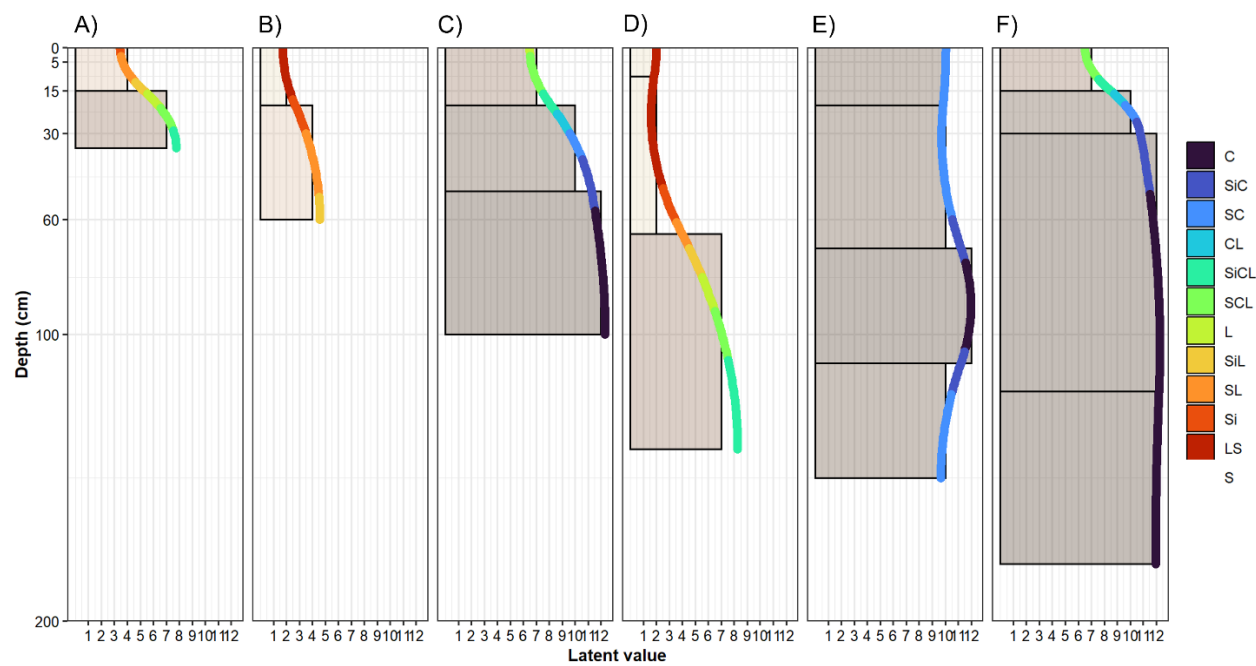 A) B) C) D) E) F)
0
5
15
30
60
100
200
Depth (cm)
1 2 3 4 5 6 7 8 9 10 11 12
1 2 3 4 5 6 7 8 9 10 11 12
1 2 3 4 5 6 7 8 9 10 11 12
1 2 3 4 5 6 7 8 9 10 11 12
1 2 3 4 5 6 7 8 9 10 11 12
1 2 3 4 5 6 7 8 9 10 11 12
Latent value
C
SiC
SC
CL
SiCL
SCL
L
SiL
SL
Si
LS
S